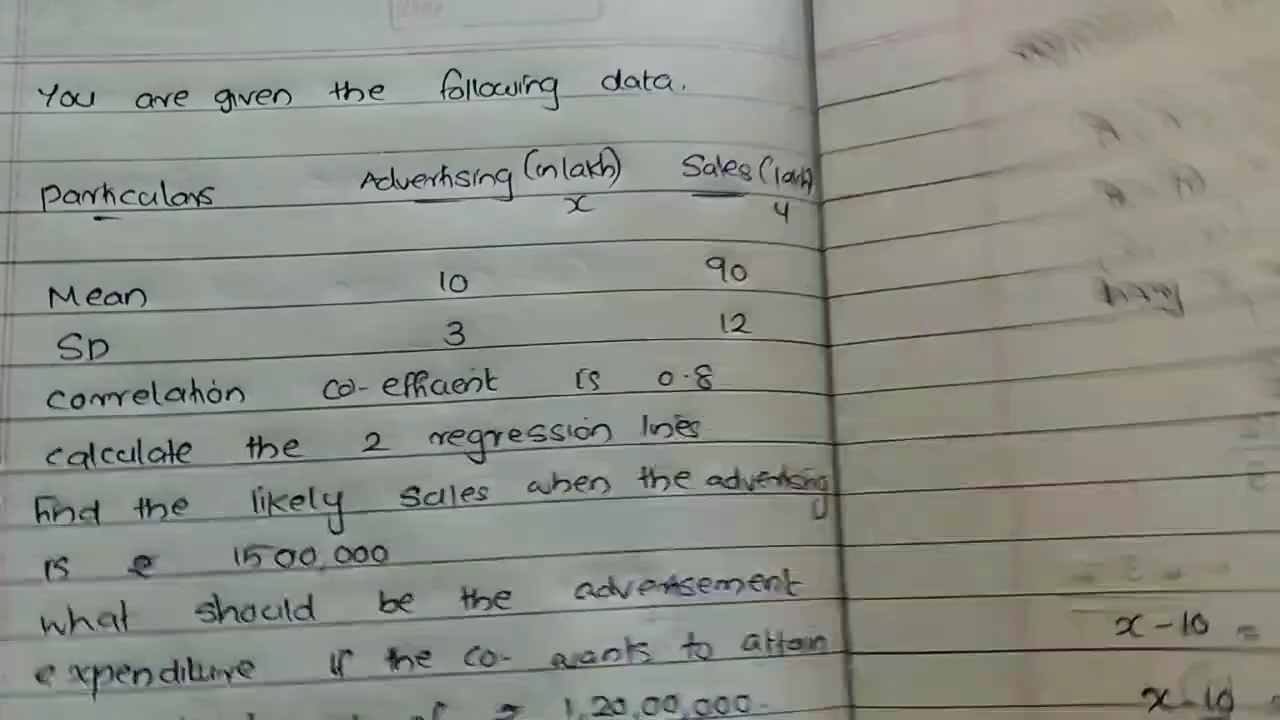 You are given the following data.
Particulars Advertising (in lakh) Sales (lakh)
x y
Mean 10 90
SD 3 12
correlation co-efficient is 0.8
calculate the 2 regression lines
find the likely sales when the advertising
is 1500,000
what should be the advertisement
expenditure if the co- wants to attain
1,20,00,000.
x - 10 =
x - 10